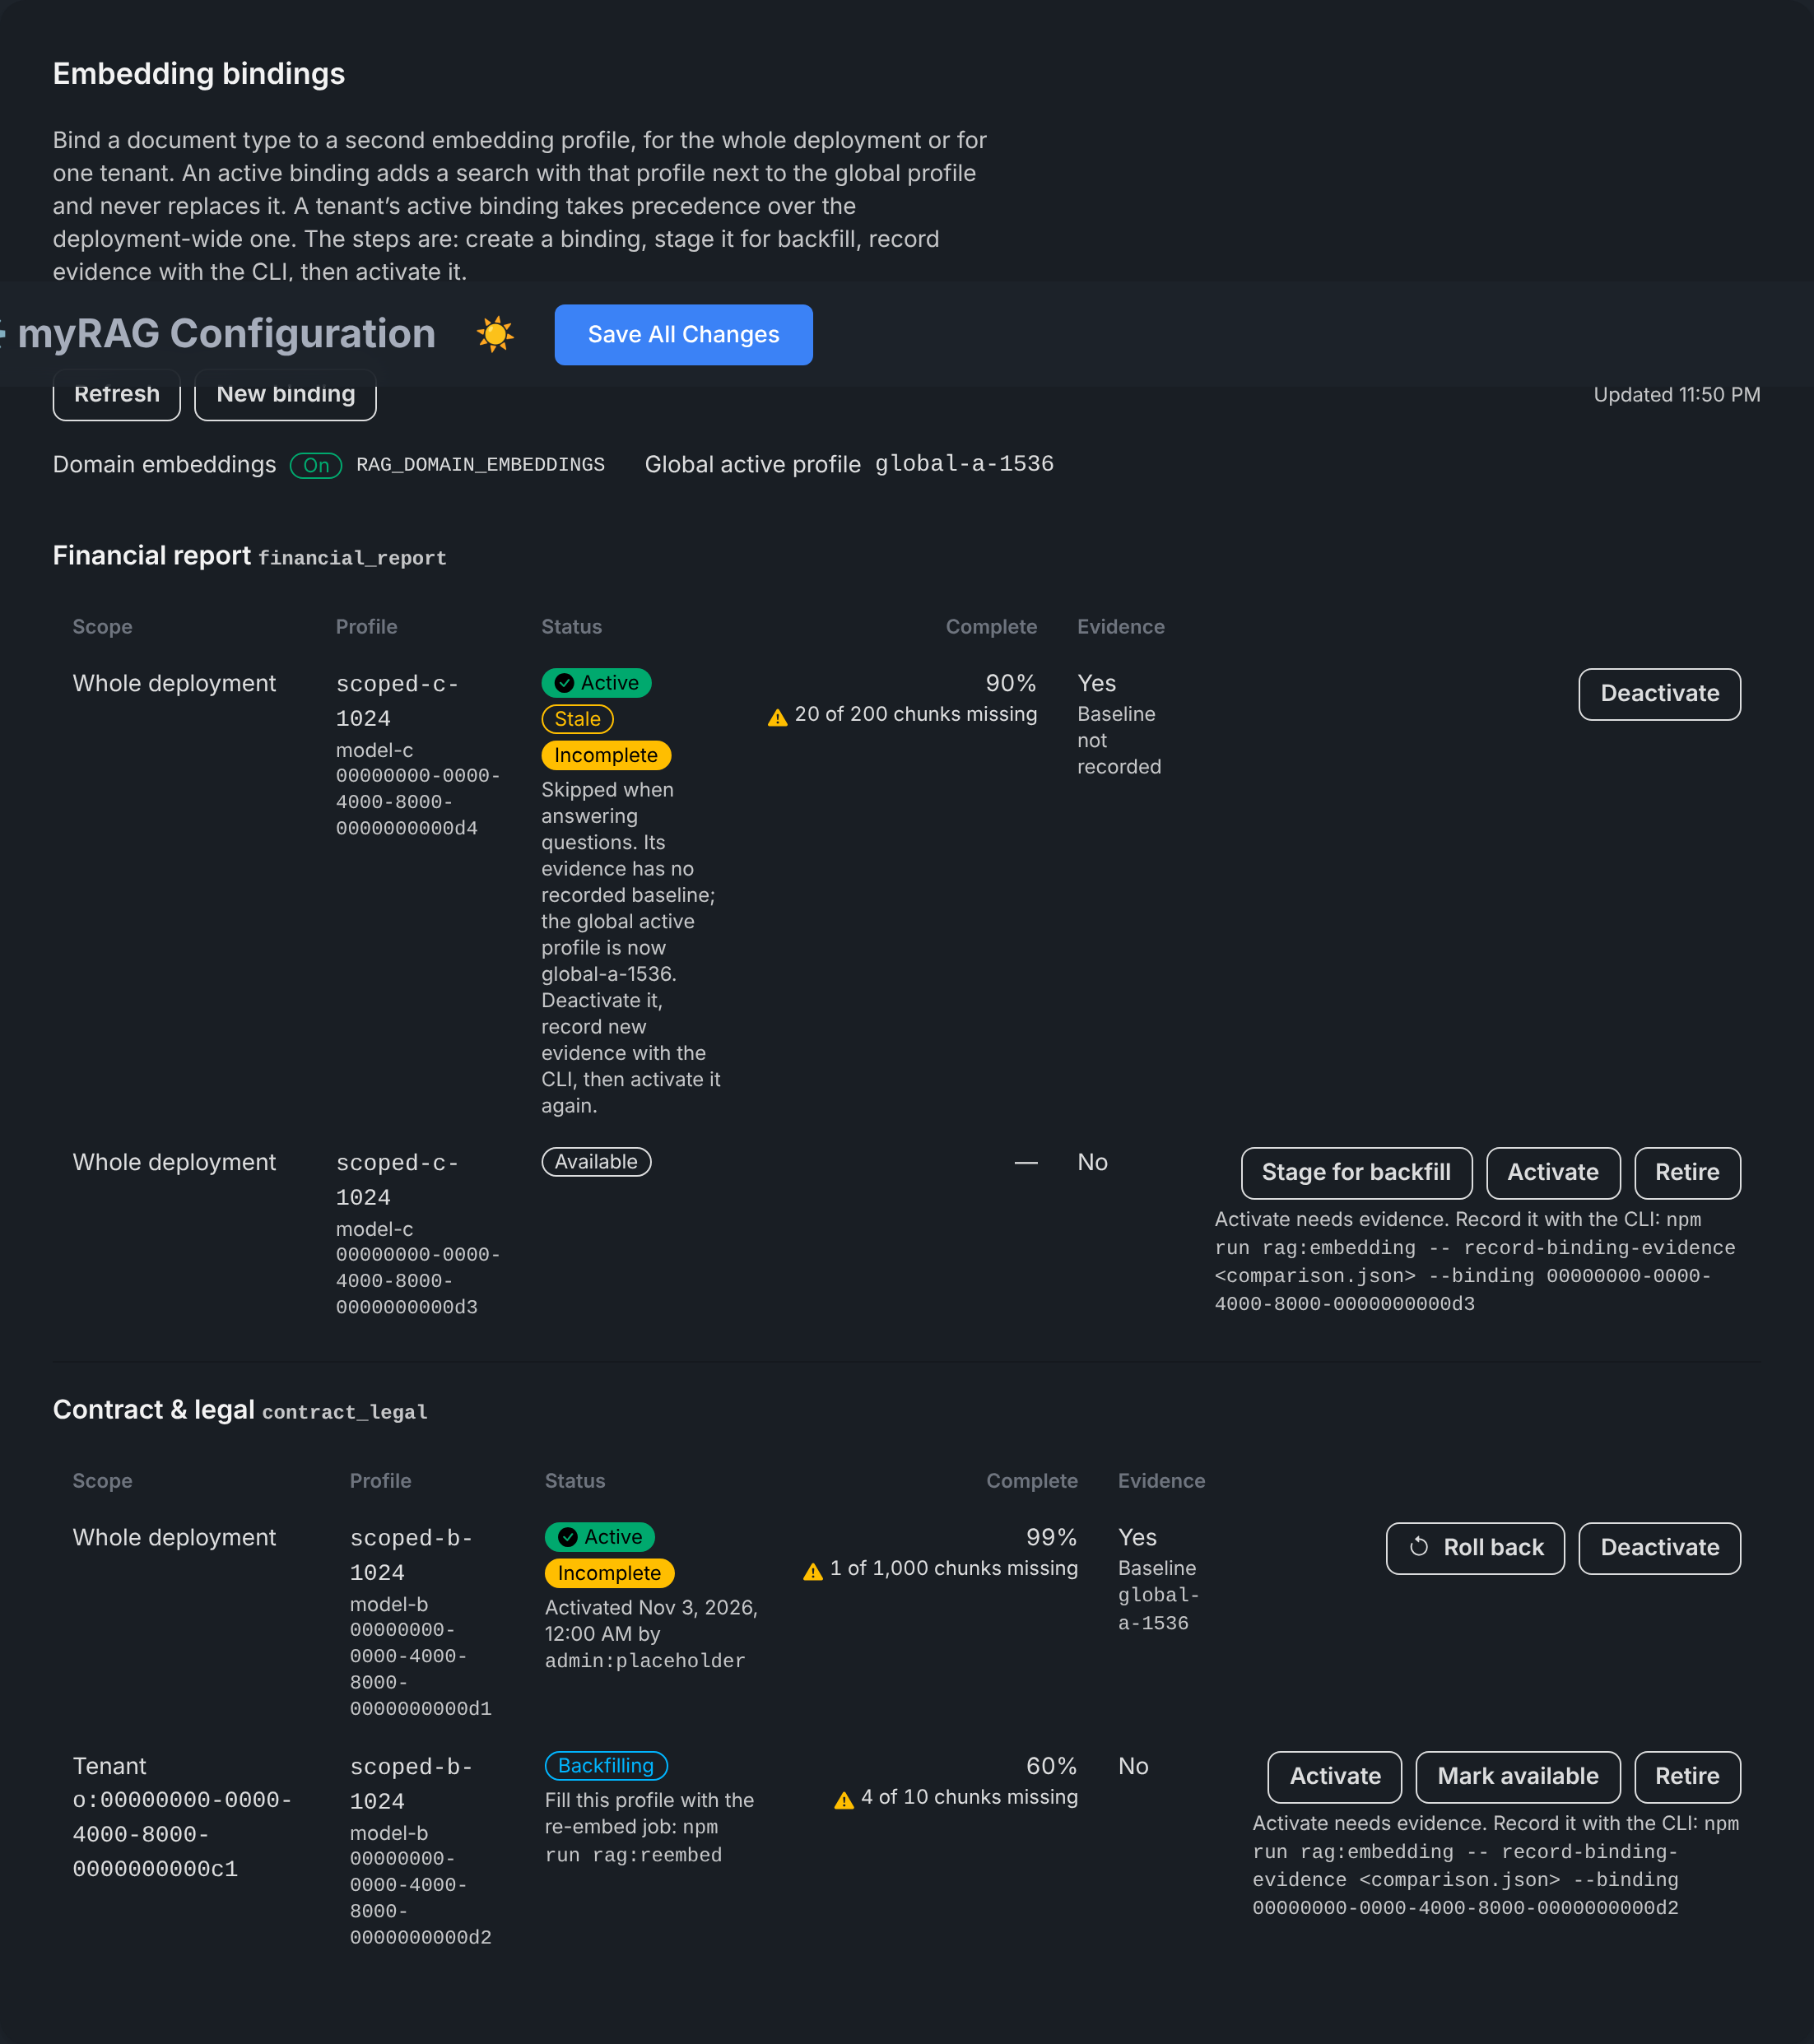 Embedding bindings
Bind a document type to a second embedding profile, for the whole deployment or for
one tenant. An active binding adds a search with that profile next to the global profile
and never replaces it. A tenant’s active binding takes precedence over the
deployment-wide one. The steps are: create a binding, stage it for backfill, record
evidence with the CLI, then activate it.
myRAG Configuration
Save All Changes
Refresh New binding Updated 11:50 PM
Domain embeddings On RAG_DOMAIN_EMBEDDINGS Global active profile global-a-1536
Financial report financial_report
Scope Profile Status Complete Evidence
Whole deployment
scoped-c-
1024
model-c
00000000-0000-
4000-8000-
0000000000d4
Active
Stale
Incomplete
Skipped when
answering
questions. Its
evidence has no
recorded baseline;
the global active
profile is now
global-a-1536.
Deactivate it,
record new
evidence with the
CLI, then activate it
again.
90%
20 of 200 chunks missing
Yes
Baseline
not
recorded
Deactivate
Whole deployment
scoped-c-
1024
model-c
00000000-0000-
4000-8000-
0000000000d3
Available
—
No
Stage for backfill Activate Retire
Activate needs evidence. Record it with the CLI: npm
run rag:embedding -- record-binding-evidence
<comparison.json> --binding 00000000-0000-
4000-8000-0000000000d3
Contract & legal contract_legal
Scope Profile Status Complete Evidence
Whole deployment
scoped-b-
1024
model-b
00000000-
0000-4000-
8000-
0000000000d1
Active
Incomplete
Activated Nov 3, 2026,
12:00 AM by
admin:placeholder
99%
1 of 1,000 chunks missing
Yes
Baseline
global-
a-1536
Roll back Deactivate
Tenant
o:00000000-0000-
4000-8000-
0000000000c1
scoped-b-
1024
model-b
00000000-
0000-4000-
8000-
0000000000d2
Backfilling
Fill this profile with the
re-embed job: npm
run rag:reembed
60%
4 of 10 chunks missing
No
Activate Mark available Retire
Activate needs evidence. Record it with the CLI: npm
run rag:embedding -- record-binding-
evidence <comparison.json> --binding
00000000-0000-4000-8000-0000000000d2